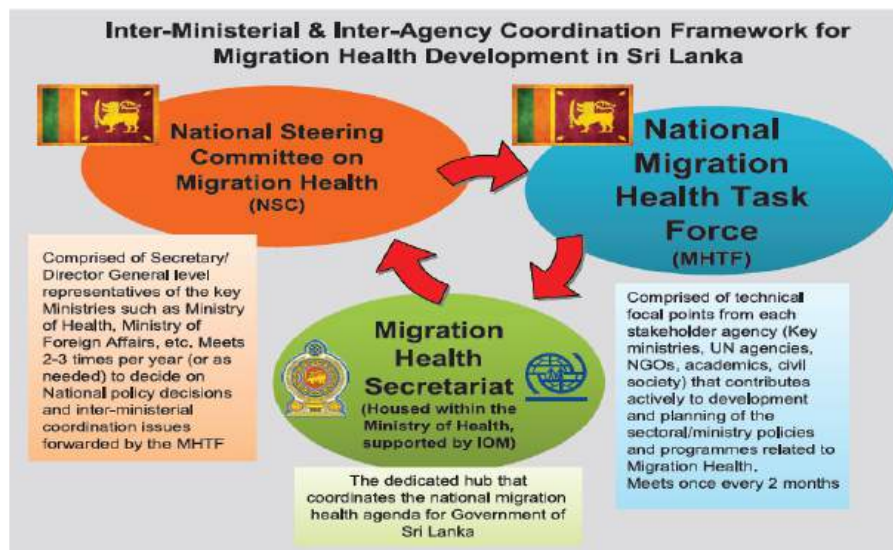 Inter-Ministerial & Inter-Agency Coordination Framework for
Migration Health Development in Sri Lanka
National Steering
Committee on
Migration Health
(NSC)
National
Migration
Health Task
Force
(MHTF)
Comprised of Secretary/
Director General level
representatives of the key
Ministries such as Ministry
of Health, Ministry of
Foreign Affairs, etc. Meets
2-3 times per year (or as
needed) to decide on
National policy decisions
and inter-ministerial
coordination issues
forwarded by the MHTF
Migration
Health
Secretariat
(Housed within the
Ministry of Health,
supported by IOM)
Comprised of technical
focal points from each
stakeholder agency (Key
ministries, UN agencies,
NGOs, academics, civil
society) that contributes
actively to development
and planning of the
sectoral/ministry policies
and programmes related to
Migration Health.
Meets once every 2 months
The dedicated hub that
coordinates the national migration
health agenda for Government of
Sri Lanka